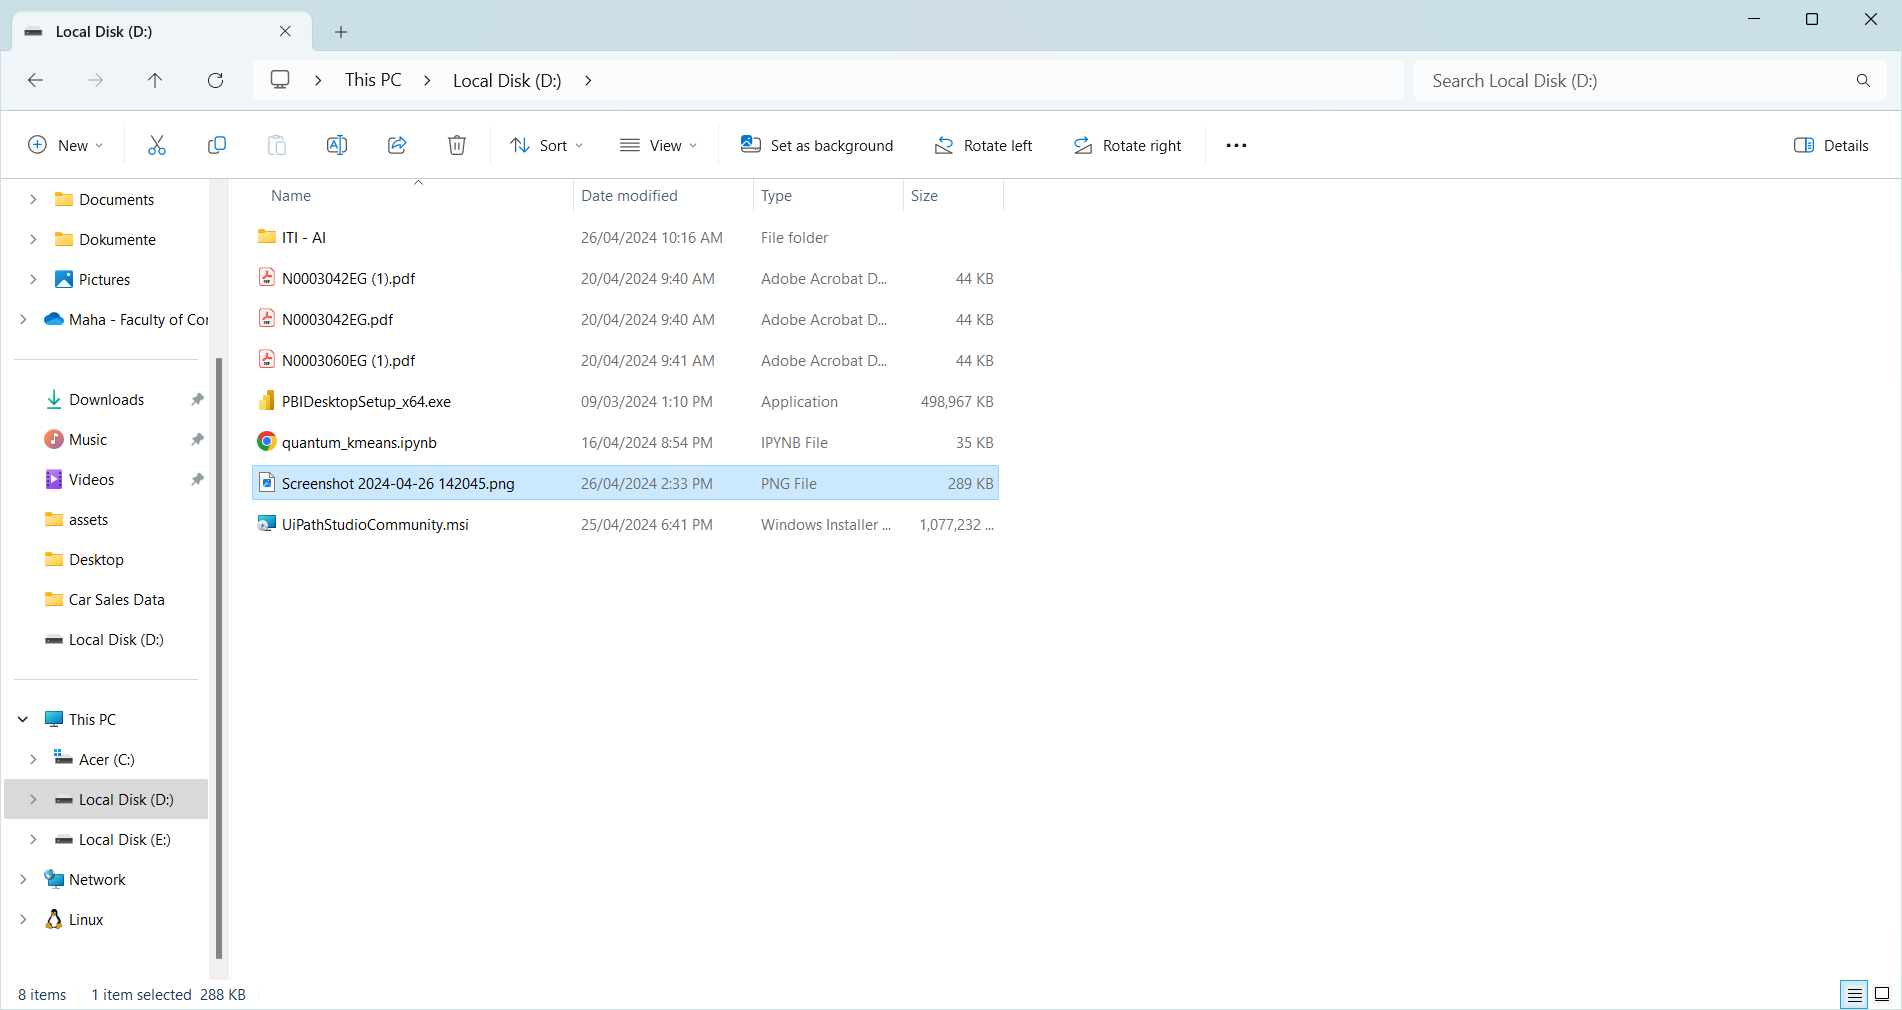 Local Disk (D:)
This PC
Local Disk (D:)
Search Local Disk (D:)
New
Sort
View
Set as background
Rotate left
Rotate right
Details
Name Date modified Type Size
ITI - AI 26/04/2024 10:16 AM File folder
N0003042EG (1).pdf 20/04/2024 9:40 AM Adobe Acrobat D... 44 KB
N0003042EG.pdf 20/04/2024 9:40 AM Adobe Acrobat D... 44 KB
N0003060EG (1).pdf 20/04/2024 9:41 AM Adobe Acrobat D... 44 KB
PBIDesktopSetup_x64.exe 09/03/2024 1:10 PM Application 498,967 KB
quantum_kmeans.ipynb 16/04/2024 8:54 PM IPYNB File 35 KB
Screenshot 2024-04-26 142045.png 26/04/2024 2:33 PM PNG File 289 KB
UiPathStudioCommunity.msi 25/04/2024 6:41 PM Windows Installer ... 1,077,232 ...
Documents
Dokumente
Pictures
Maha - Faculty of Cor
Downloads
Music
Videos
assets
Desktop
Car Sales Data
Local Disk (D:)
This PC
Acer (C:)
Local Disk (D:)
Local Disk (E:)
Network
Linux
8 items 1 item selected 288 KB